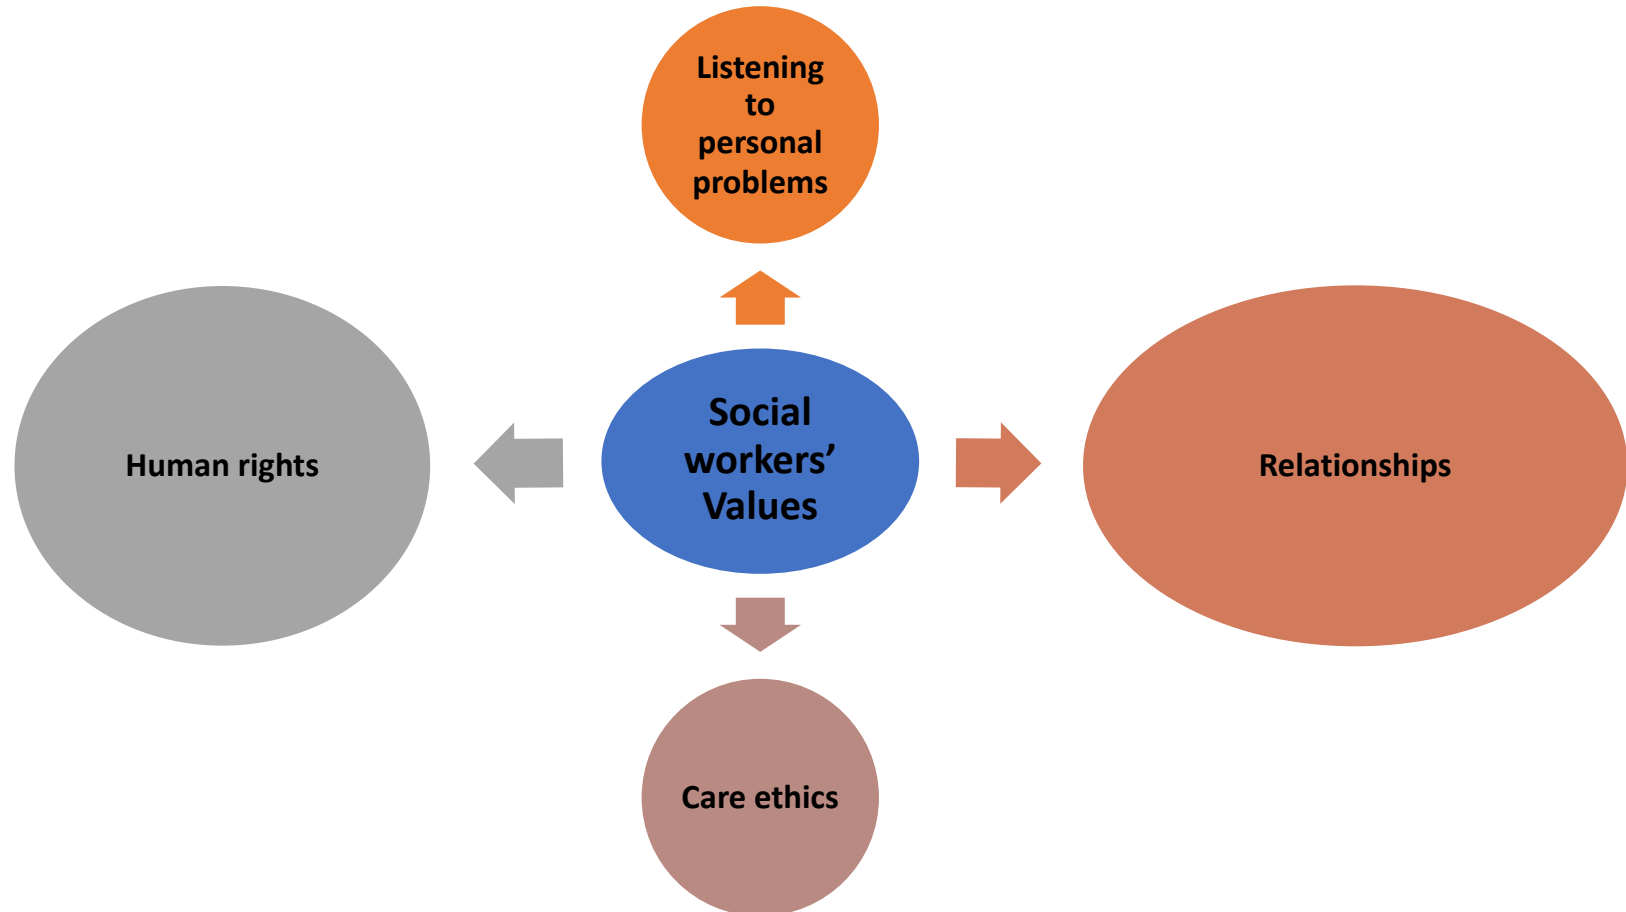 Listening
to
personal
problems
Human rights
Social
workers’
Values
Relationships
Care ethics